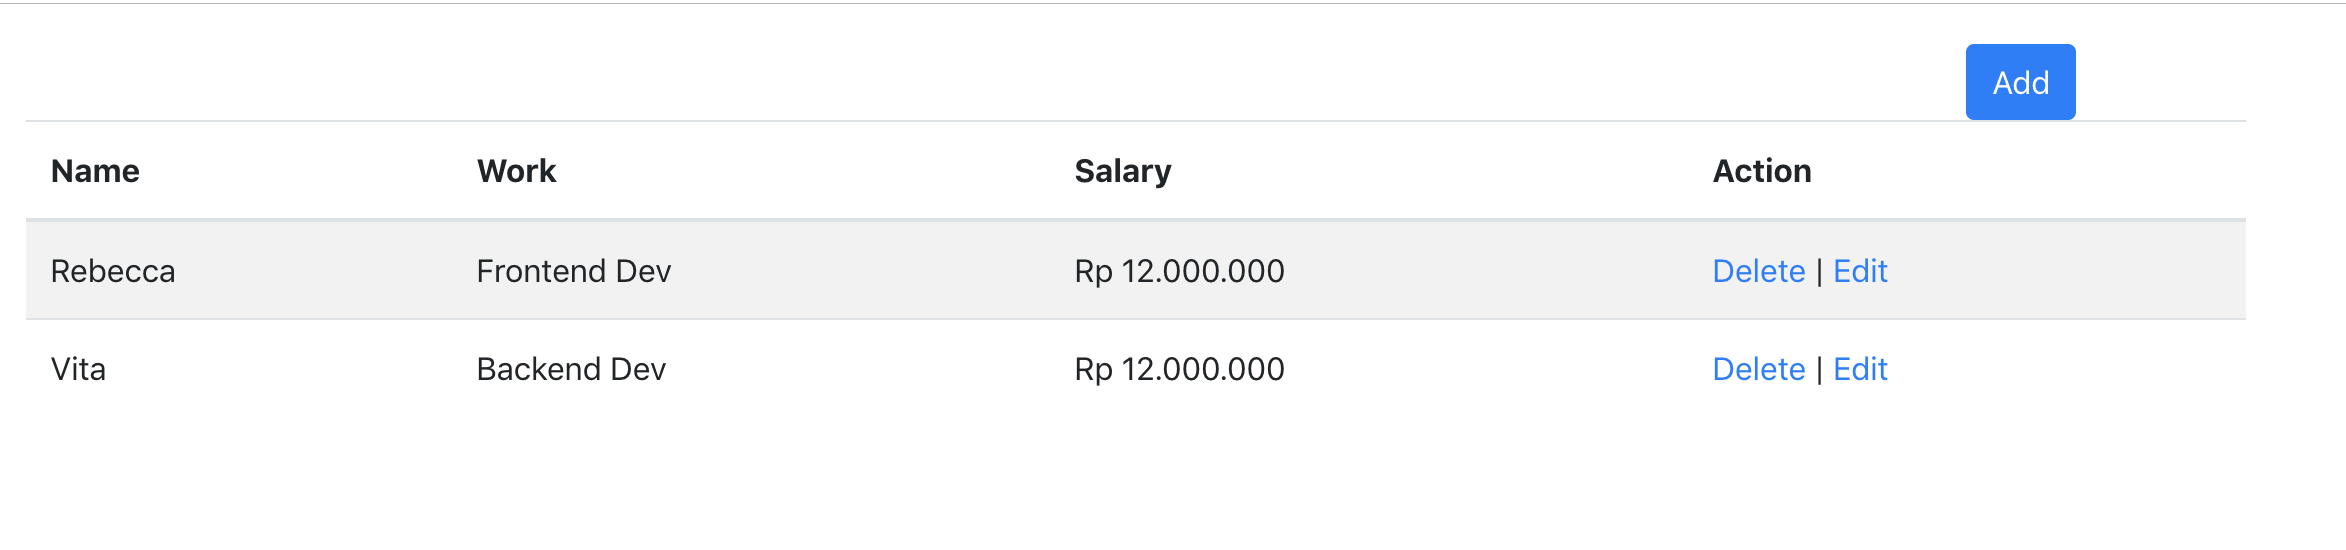 Add
Name Work Salary Action
Rebecca Frontend Dev Rp 12.000.000 Delete | Edit
Vita Backend Dev Rp 12.000.000 Delete | Edit